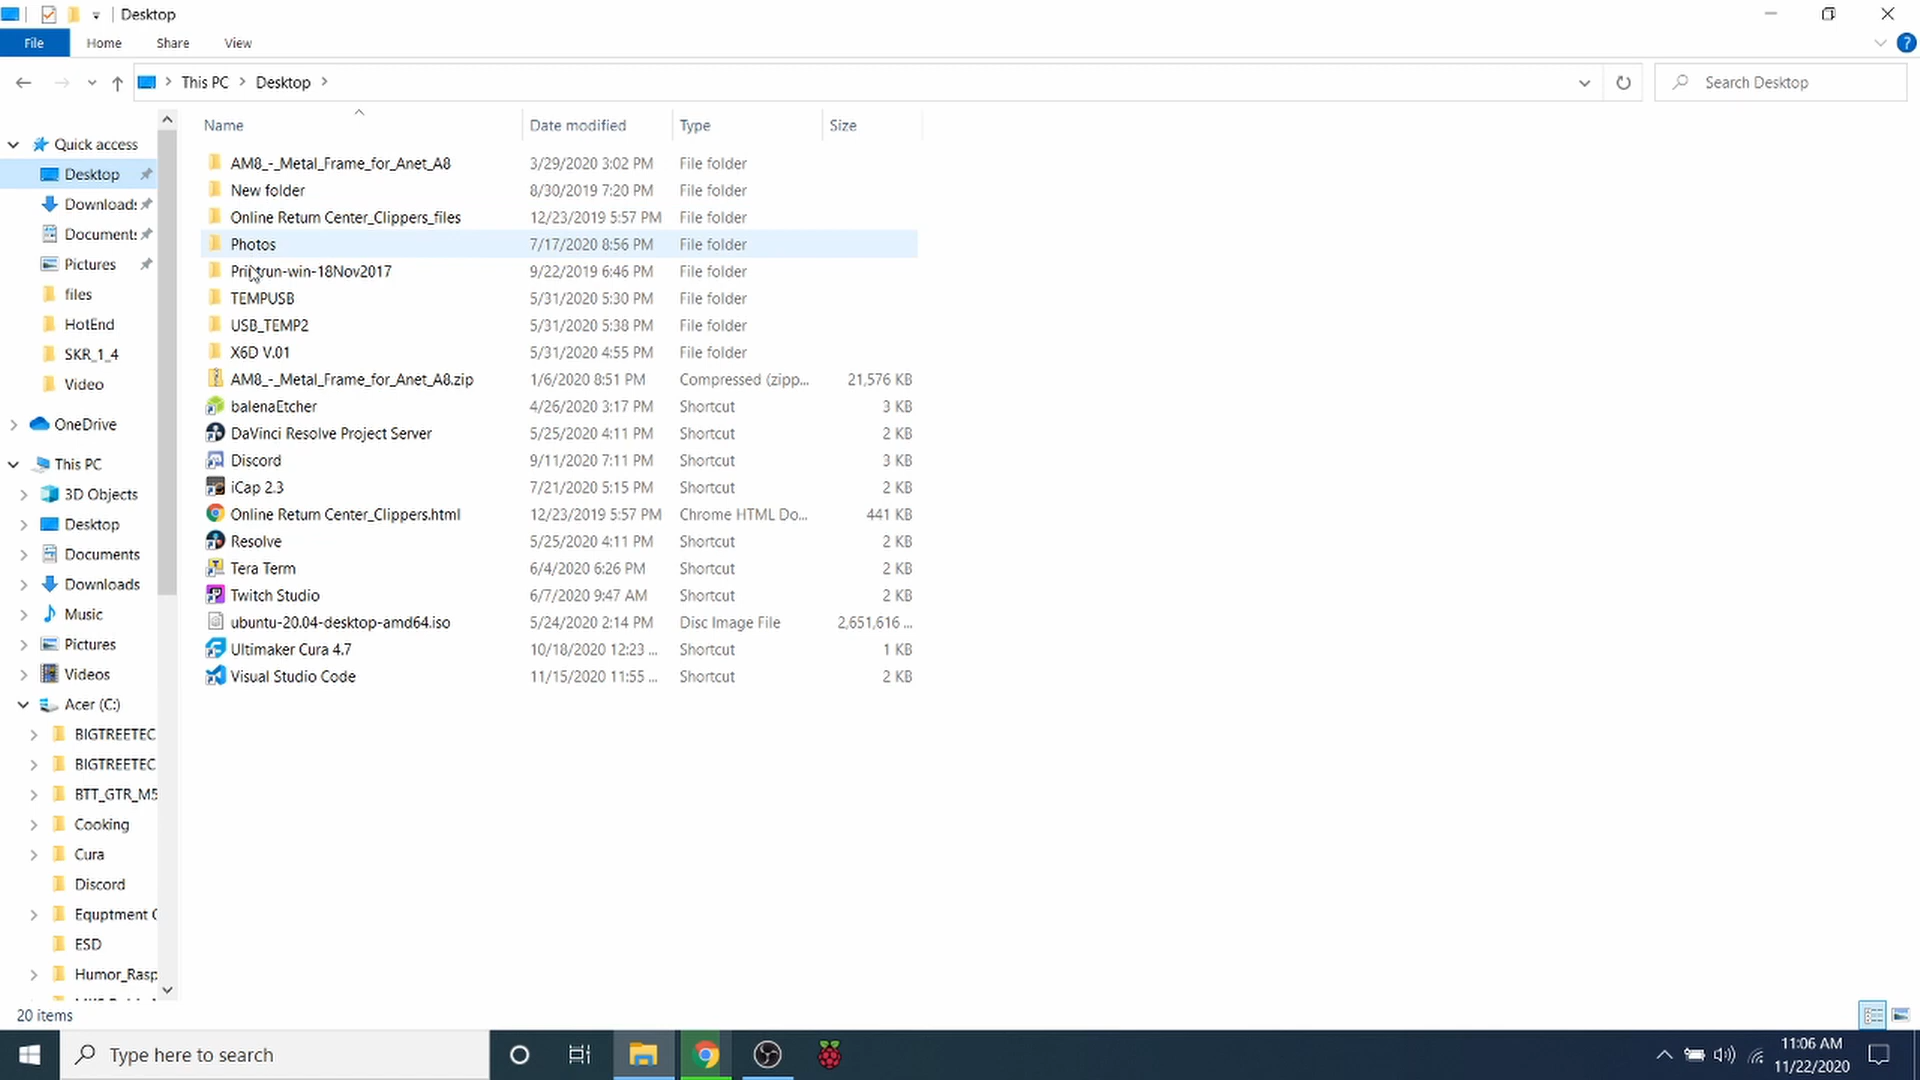 Desktop
File Home Share View
This PC Desktop
Search Desktop
Name Date modified Type Size
Quick access
Desktop
Documents
Pictures
files
HotEnd
SKR_1_4
Video
OneDrive
This PC
3D Objects
Desktop
Documents
Downloads
Music
Pictures
Videos
Acer (C:)
BIGTREETEC
BIGTREETEC
BTT_GTR_M5
Cooking
Cura
Discord
Equptment
ESD
Humor_Rasp
AM8_-_Metal_Frame_for_Anet_A8 3/29/2020 3:02 PM File folder
New folder 8/30/2019 7:20 PM File folder
Online Return Center_Clippers_files 12/23/2019 5:57 PM File folder
Photos 7/17/2020 8:56 PM File folder
Printrun-win-18Nov2017 9/22/2019 6:46 PM File folder
TEMPUSB 5/31/2020 5:30 PM File folder
USB_TEMP2 5/31/2020 5:38 PM File folder
X6D V.01 5/31/2020 4:55 PM File folder
AM8_-_Metal_Frame_for_Anet_A8.zip 1/6/2020 8:51 PM Compressed (zipp... 21,576 KB
balenaEtcher 4/26/2020 3:17 PM Shortcut 3 KB
DaVinci Resolve Project Server 5/25/2020 4:11 PM Shortcut 2 KB
Discord 9/11/2020 7:11 PM Shortcut 3 KB
iCap 2.3 7/21/2020 5:15 PM Shortcut 2 KB
Online Return Center_Clippers.html 12/23/2019 5:57 PM Chrome HTML Do... 441 KB
Resolve 5/25/2020 4:11 PM Shortcut 2 KB
Tera Term 6/4/2020 6:26 PM Shortcut 2 KB
Twitch Studio 6/7/2020 9:47 AM Shortcut 2 KB
ubuntu-20.04-desktop-amd64.iso 5/24/2020 2:14 PM Disc Image File 2,651,616 ...
Ultimaker Cura 4.7 10/18/2020 12:23 ... Shortcut 1 KB
Visual Studio Code 11/15/2020 11:55 ... Shortcut 2 KB
20 items
Type here to search
11:06 AM
11/22/2020